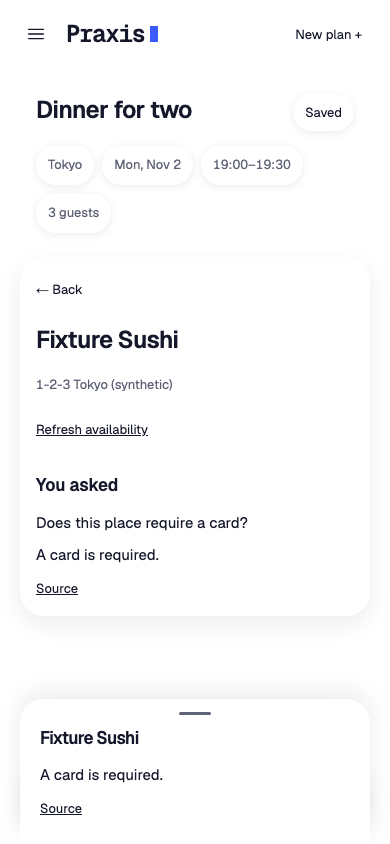 Praxis
New plan +
Dinner for two
Saved
Tokyo
Mon, Nov 2
19:00–19:30
3 guests
← Back
Fixture Sushi
1-2-3 Tokyo (synthetic)
Refresh availability
You asked
Does this place require a card?
A card is required.
Source
Fixture Sushi
A card is required.
Source